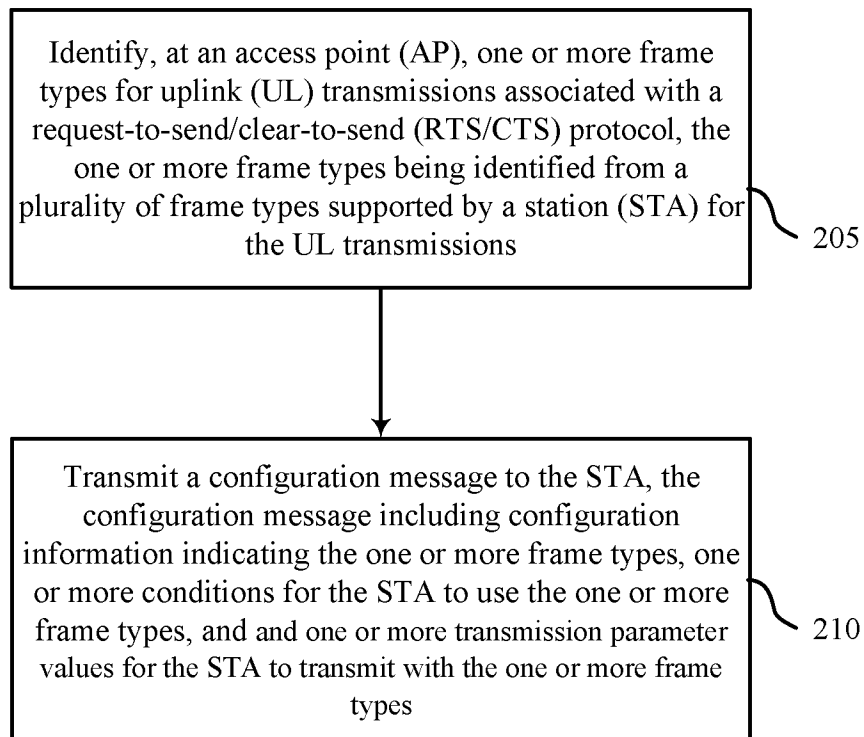 Identify, at an access point (AP), one or more frame
types for uplink (UL) transmissions associated with a
request-to-send/clear-to-send (RTS/CTS) protocol, the
one or more frame types being identified from a
plurality of frame types supported by a station (STA) for
the UL transmissions
205
Transmit a configuration message to the STA, the
configuration message including configuration
information indicating the one or more frame types, one
or more conditions for the STA to use the one or more
frame types, and and one or more transmission parameter
values for the STA to transmit with the one or more frame
types
210